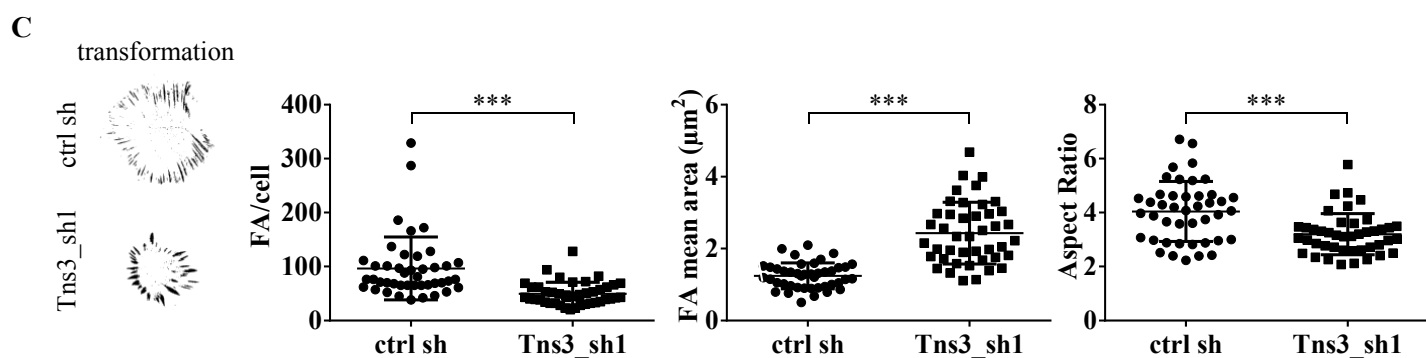 C
transformation
ctrl sh
Tns3_sh1
FA/cell
400
300
200
100
0
***
ctrl sh
Tns3_sh1
FA mean area (μm²)
6
4
2
0
***
ctrl sh
Tns3_sh1
Aspect Ratio
8
6
4
2
0
***
ctrl sh
Tns3_sh1